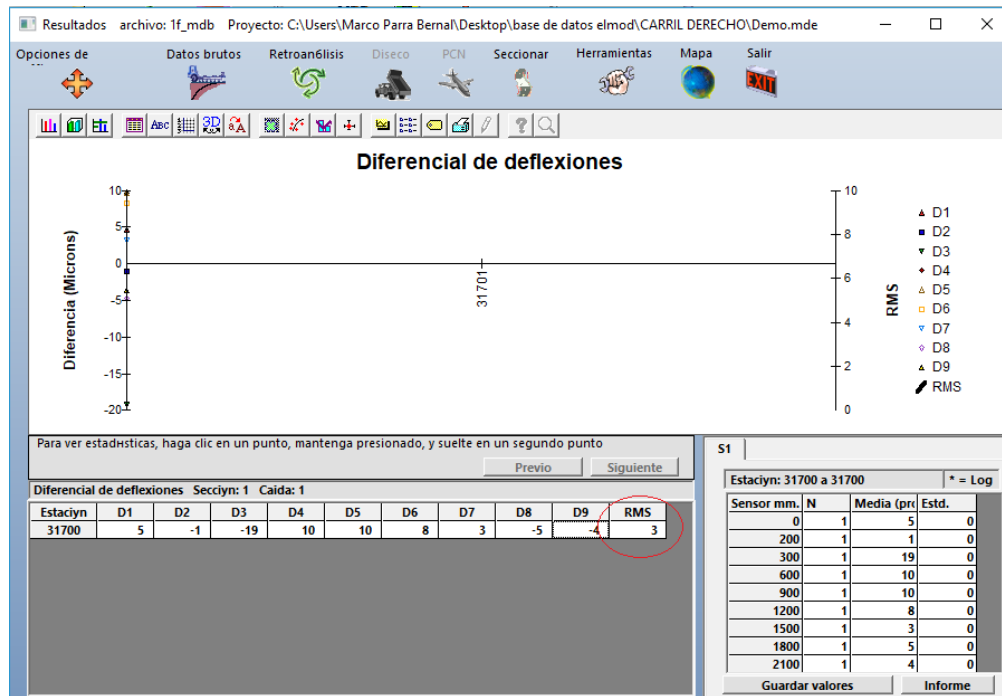 Resultados archivo: 1f_mdb Proyecto: C:\Users\Marco Parra Bernal\Desktop\base de datos elmod\CARRIL DERECHO\Demo.mde
Opciones de Datos brutos Retroan6lisis Diseco PCN Seccionar Herramientas Mapa Salir
EXIT
ABC 3D
Diferencial de deflexiones
Diferencia (Microns)
10
5
0
-5
-10
-15
-20
31701
10
8
6
4
2
0
RMS
D1
D2
D3
D4
D5
D6
D7
D8
D9
RMS
Para ver estadнsticas, haga clic en un punto, mantenga presionado, y suelte en un segundo punto
Previo Siguiente
Diferencial de deflexiones Secciуn: 1 Caida: 1
Estaciуn D1 D2 D3 D4 D5 D6 D7 D8 D9 RMS
31700 5 -1 -19 10 10 8 3 -5 -4 3
S1
Estaciуn: 31700 a 31700 * = Log
Sensor mm. N Media (pro Estd.
0 1 5 0
200 1 1 0
300 1 19 0
600 1 10 0
900 1 10 0
1200 1 8 0
1500 1 3 0
1800 1 5 0
2100 1 4 0
Guardar valores Informe